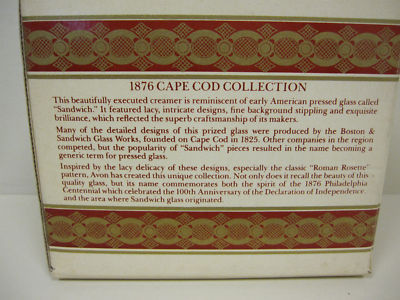 1876 CAPE COD COLLECTION
This beautifully executed creamer is reminiscent of early American pressed glass called
"Sandwich." It featured lacy, intricate designs, fine background stippling and exquisite
brilliance, which reflected the superb craftsmanship of its makers.
Many of the detailed designs of this prized glass were produced by the Boston &
Sandwich Glass Works, founded on Cape Cod in 1825. Other companies in the region
competed, but the popularity of "Sandwich" pieces resulted in the name becoming a
generic term for pressed glass.
Inspired by the lacy delicacy of these designs, especially the classic "Roman Rosette"
pattern, Avon has created this unique collection. Not only does it recall the beauty of this
quality glass, but its name commemorates both the spirit of the 1876 Philadelphia
Centennial which celebrated the 100th Anniversary of the Declaration of Independence
and the area where Sandwich glass originated.